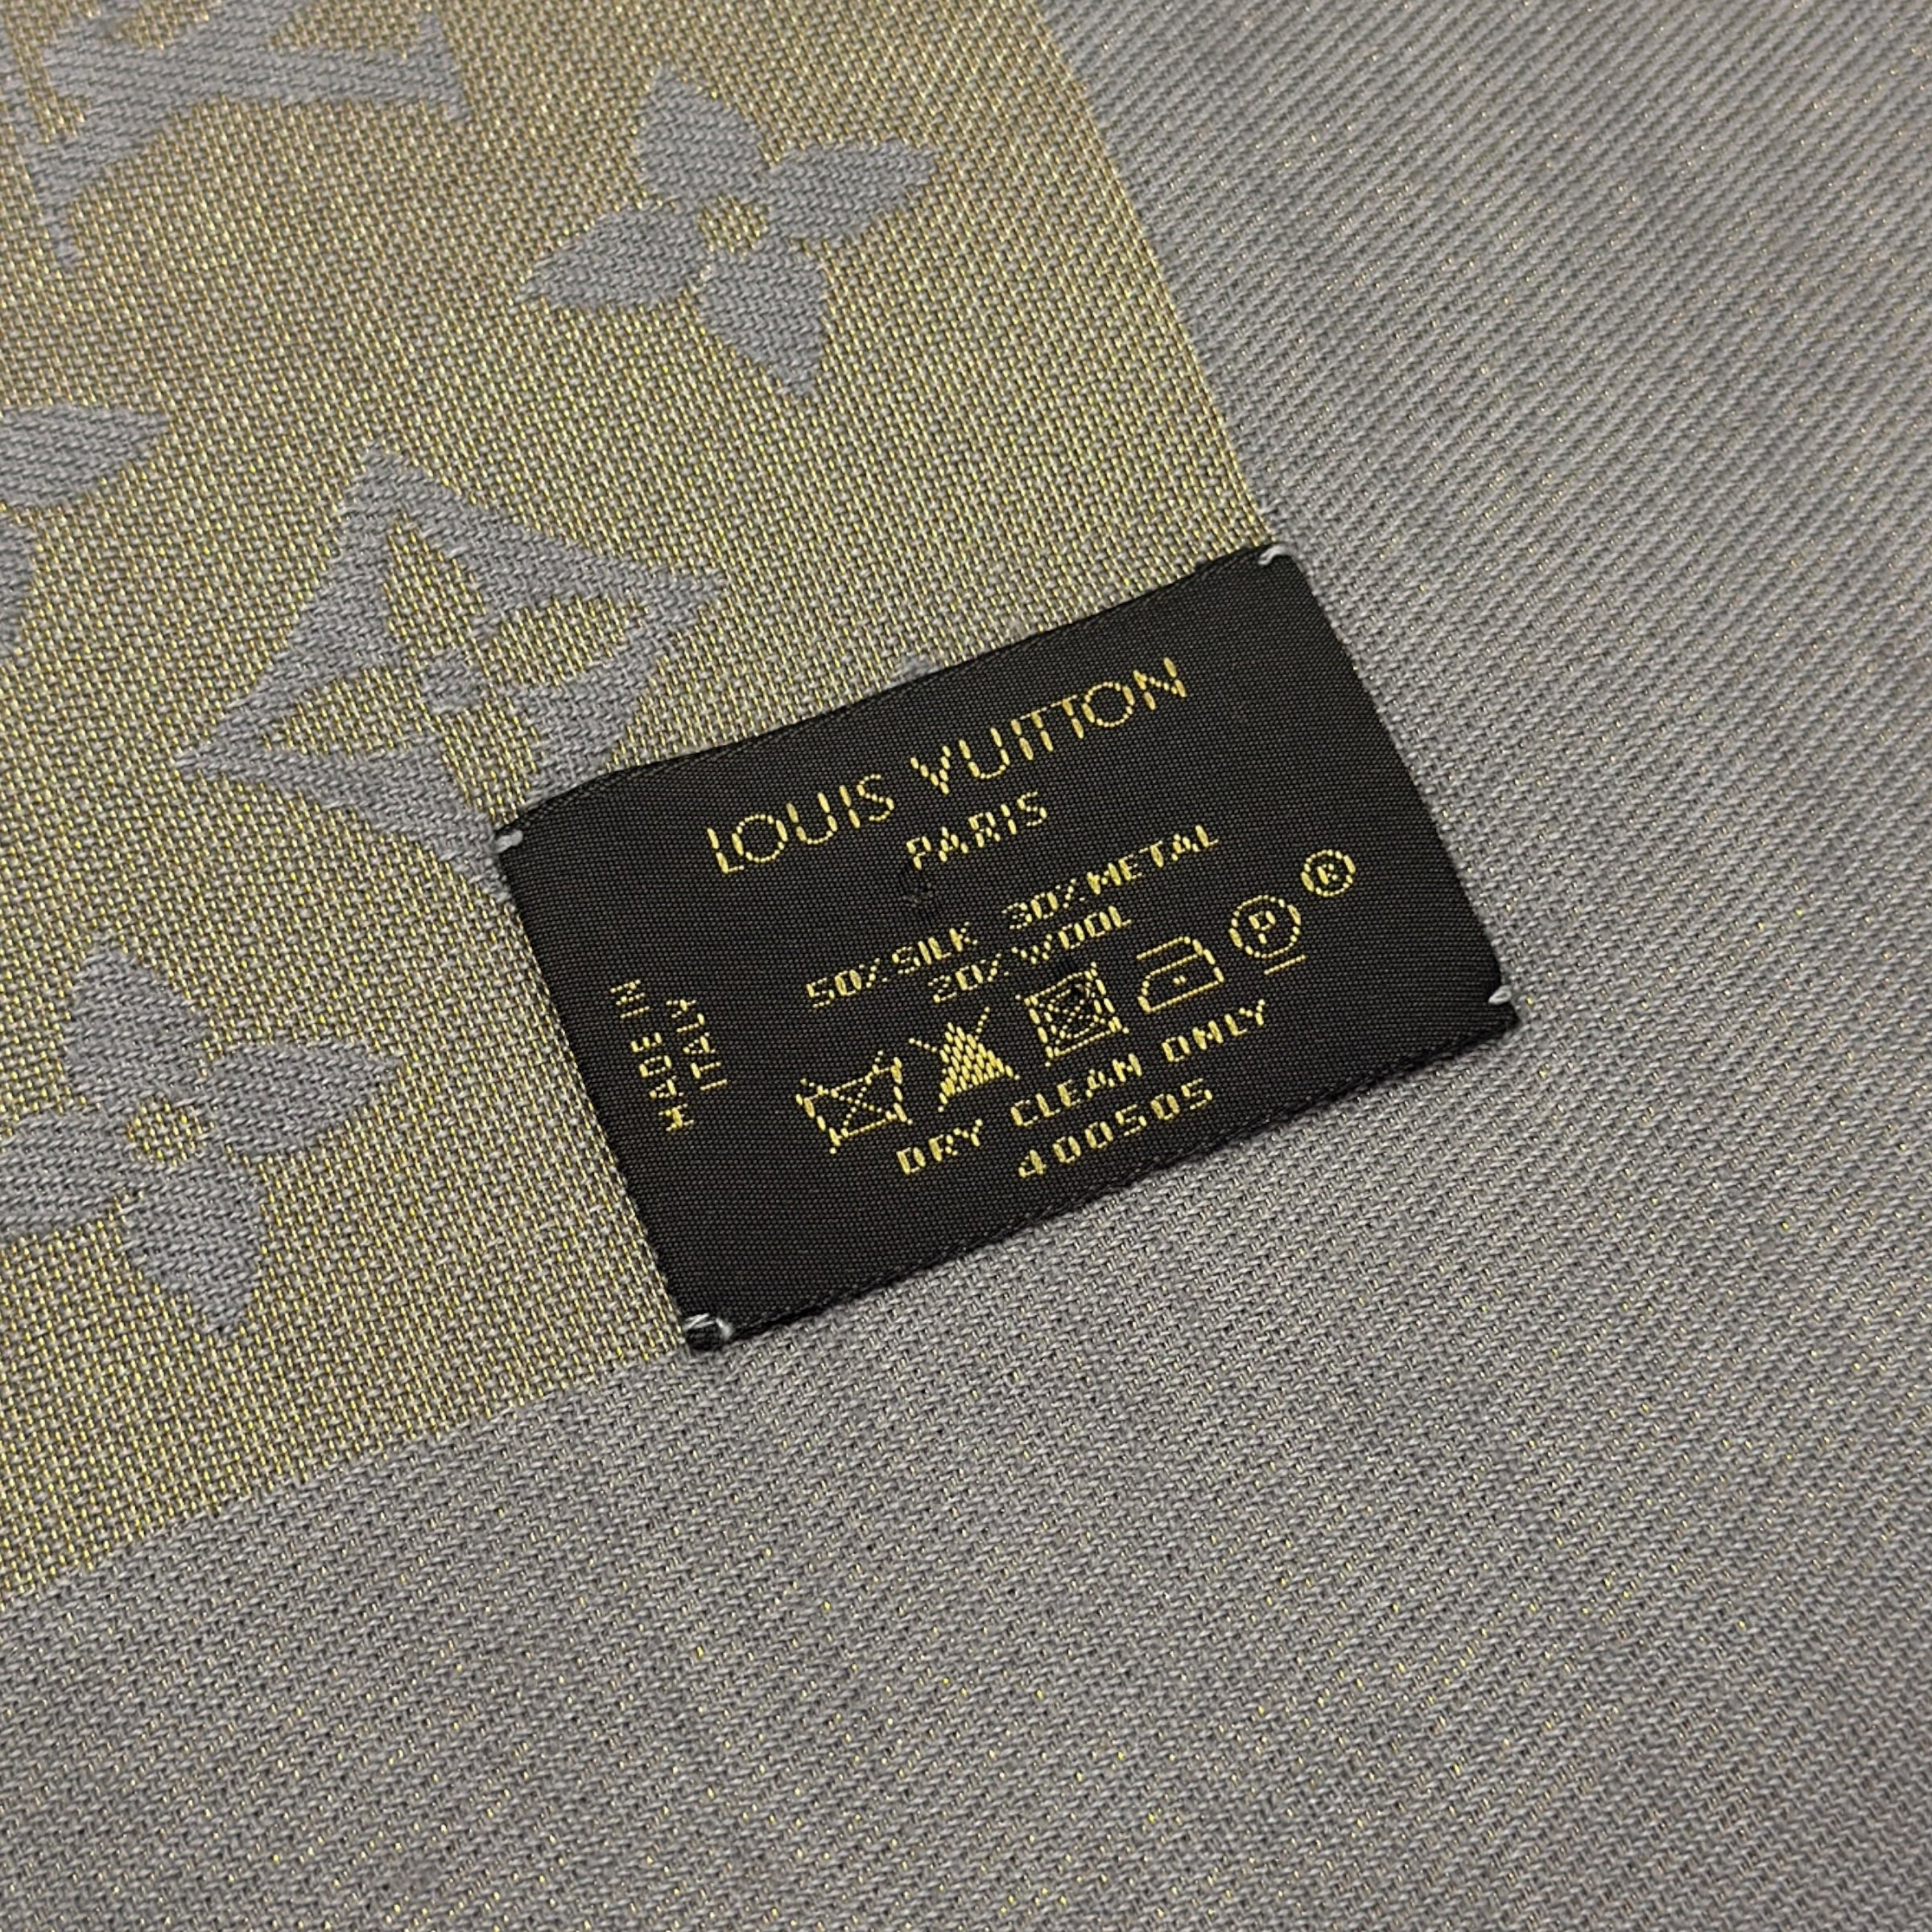 LOUIS VUITTON
PARIS
50% SILK 30% METAL
20% WOOL
P ®
DRY CLEAN ONLY
400505
MADE IN
ITALY